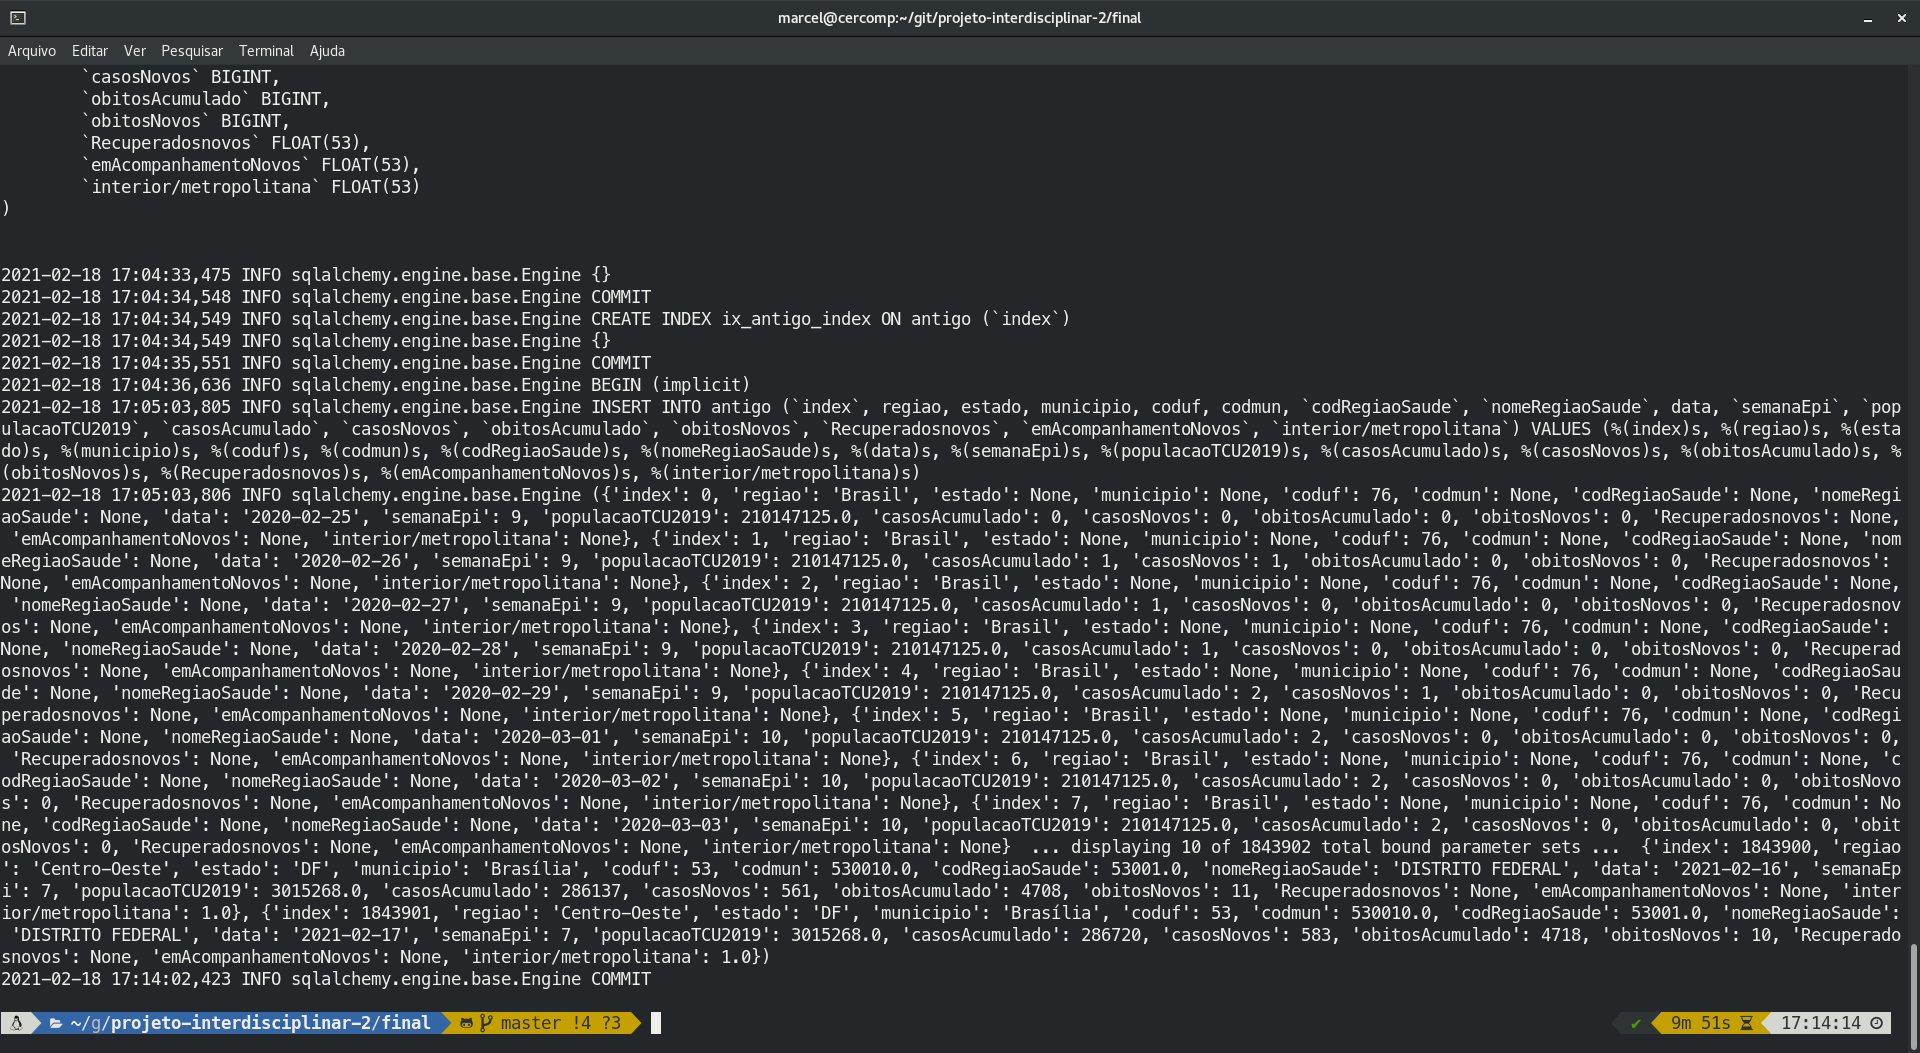 marcel@cercomp:~/git/projeto-interdisciplinar-2/final
Arquivo Editar Ver Pesquisar Terminal Ajuda
`casosNovos` BIGINT,
`obitosAcumulado` BIGINT,
`obitosNovos` BIGINT,
`Recuperadosnovos` FLOAT(53),
`emAcompanhamentoNovos` FLOAT(53),
`interior/metropolitana` FLOAT(53)
)
2021-02-18 17:04:33,475 INFO sqlalchemy.engine.base.Engine {}
2021-02-18 17:04:34,548 INFO sqlalchemy.engine.base.Engine COMMIT
2021-02-18 17:04:34,549 INFO sqlalchemy.engine.base.Engine CREATE INDEX ix_antigo_index ON antigo (`index`)
2021-02-18 17:04:34,549 INFO sqlalchemy.engine.base.Engine {}
2021-02-18 17:04:35,551 INFO sqlalchemy.engine.base.Engine COMMIT
2021-02-18 17:04:36,636 INFO sqlalchemy.engine.base.Engine BEGIN (implicit)
2021-02-18 17:05:03,805 INFO sqlalchemy.engine.base.Engine INSERT INTO antigo (`index`, regiao, estado, municipio, coduf, codmun, `codRegiaoSaude`, `nomeRegiaoSaude`, data, `semanaEpi`, `pop
ulacaoTCU2019`, `casosAcumulado`, `casosNovos`, `obitosAcumulado`, `obitosNovos`, `Recuperadosnovos`, `emAcompanhamentoNovos`, `interior/metropolitana`) VALUES (%(index)s, %(regiao)s, %(esta
do)s, %(municipio)s, %(coduf)s, %(codmun)s, %(codRegiaoSaude)s, %(nomeRegiaoSaude)s, %(data)s, %(semanaEpi)s, %(populacaoTCU2019)s, %(casosAcumulado)s, %(casosNovos)s, %(obitosAcumulado)s, %
(obitosNovos)s, %(Recuperadosnovos)s, %(emAcompanhamentoNovos)s, %(interior/metropolitana)s)
2021-02-18 17:05:03,806 INFO sqlalchemy.engine.base.Engine ({'index': 0, 'regiao': 'Brasil', 'estado': None, 'municipio': None, 'coduf': 76, 'codmun': None, 'codRegiaoSaude': None, 'nomeRegi
aoSaude': None, 'data': '2020-02-25', 'semanaEpi': 9, 'populacaoTCU2019': 210147125.0, 'casosAcumulado': 0, 'casosNovos': 0, 'obitosAcumulado': 0, 'obitosNovos': 0, 'Recuperadosnovos': None,
'emAcompanhamentoNovos': None, 'interior/metropolitana': None}, {'index': 1, 'regiao': 'Brasil', 'estado': None, 'municipio': None, 'coduf': 76, 'codmun': None, 'codRegiaoSaude': None, 'nom
eRegiaoSaude': None, 'data': '2020-02-26', 'semanaEpi': 9, 'populacaoTCU2019': 210147125.0, 'casosAcumulado': 1, 'casosNovos': 1, 'obitosAcumulado': 0, 'obitosNovos': 0, 'Recuperadosnovos':
None, 'emAcompanhamentoNovos': None, 'interior/metropolitana': None}, {'index': 2, 'regiao': 'Brasil', 'estado': None, 'municipio': None, 'coduf': 76, 'codmun': None, 'codRegiaoSaude': None,
'nomeRegiaoSaude': None, 'data': '2020-02-27', 'semanaEpi': 9, 'populacaoTCU2019': 210147125.0, 'casosAcumulado': 1, 'casosNovos': 0, 'obitosAcumulado': 0, 'obitosNovos': 0, 'Recuperadosnov
os': None, 'emAcompanhamentoNovos': None, 'interior/metropolitana': None}, {'index': 3, 'regiao': 'Brasil', 'estado': None, 'municipio': None, 'coduf': 76, 'codmun': None, 'codRegiaoSaude':
None, 'nomeRegiaoSaude': None, 'data': '2020-02-28', 'semanaEpi': 9, 'populacaoTCU2019': 210147125.0, 'casosAcumulado': 1, 'casosNovos': 0, 'obitosAcumulado': 0, 'obitosNovos': 0, 'Recuperad
osnovos': None, 'emAcompanhamentoNovos': None, 'interior/metropolitana': None}, {'index': 4, 'regiao': 'Brasil', 'estado': None, 'municipio': None, 'coduf': 76, 'codmun': None, 'codRegiaoSau
de': None, 'nomeRegiaoSaude': None, 'data': '2020-02-29', 'semanaEpi': 9, 'populacaoTCU2019': 210147125.0, 'casosAcumulado': 2, 'casosNovos': 1, 'obitosAcumulado': 0, 'obitosNovos': 0, 'Recu
peradosnovos': None, 'emAcompanhamentoNovos': None, 'interior/metropolitana': None}, {'index': 5, 'regiao': 'Brasil', 'estado': None, 'municipio': None, 'coduf': 76, 'codmun': None, 'codRegi
aoSaude': None, 'nomeRegiaoSaude': None, 'data': '2020-03-01', 'semanaEpi': 10, 'populacaoTCU2019': 210147125.0, 'casosAcumulado': 2, 'casosNovos': 0, 'obitosAcumulado': 0, 'obitosNovos': 0,
'Recuperadosnovos': None, 'emAcompanhamentoNovos': None, 'interior/metropolitana': None}, {'index': 6, 'regiao': 'Brasil', 'estado': None, 'municipio': None, 'coduf': 76, 'codmun': None, 'c
odRegiaoSaude': None, 'nomeRegiaoSaude': None, 'data': '2020-03-02', 'semanaEpi': 10, 'populacaoTCU2019': 210147125.0, 'casosAcumulado': 2, 'casosNovos': 0, 'obitosAcumulado': 0, 'obitosNovo
s': 0, 'Recuperadosnovos': None, 'emAcompanhamentoNovos': None, 'interior/metropolitana': None}, {'index': 7, 'regiao': 'Brasil', 'estado': None, 'municipio': None, 'coduf': 76, 'codmun': No
ne, 'codRegiaoSaude': None, 'nomeRegiaoSaude': None, 'data': '2020-03-03', 'semanaEpi': 10, 'populacaoTCU2019': 210147125.0, 'casosAcumulado': 2, 'casosNovos': 0, 'obitosAcumulado': 0, 'obit
osNovos': 0, 'Recuperadosnovos': None, 'emAcompanhamentoNovos': None, 'interior/metropolitana': None}  ... displaying 10 of 1843902 total bound parameter sets ...  {'index': 1843900, 'regiao
': 'Centro-Oeste', 'estado': 'DF', 'municipio': 'Brasília', 'coduf': 53, 'codmun': 530010.0, 'codRegiaoSaude': 53001.0, 'nomeRegiaoSaude': 'DISTRITO FEDERAL', 'data': '2021-02-16', 'semanaEp
i': 7, 'populacaoTCU2019': 3015268.0, 'casosAcumulado': 286137, 'casosNovos': 561, 'obitosAcumulado': 4708, 'obitosNovos': 11, 'Recuperadosnovos': None, 'emAcompanhamentoNovos': None, 'inter
ior/metropolitana': 1.0}, {'index': 1843901, 'regiao': 'Centro-Oeste', 'estado': 'DF', 'municipio': 'Brasília', 'coduf': 53, 'codmun': 530010.0, 'codRegiaoSaude': 53001.0, 'nomeRegiaoSaude':
'DISTRITO FEDERAL', 'data': '2021-02-17', 'semanaEpi': 7, 'populacaoTCU2019': 3015268.0, 'casosAcumulado': 286720, 'casosNovos': 583, 'obitosAcumulado': 4718, 'obitosNovos': 10, 'Recuperado
snovos': None, 'emAcompanhamentoNovos': None, 'interior/metropolitana': 1.0})
2021-02-18 17:14:02,423 INFO sqlalchemy.engine.base.Engine COMMIT
~/g/projeto-interdisciplinar-2/final master !4 ?3 ✔ 9m 51s 17:14:14